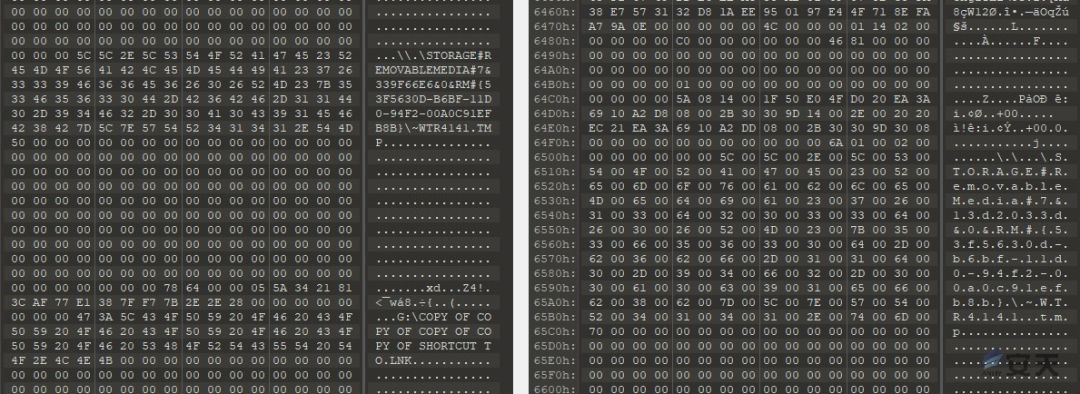 00 00 00 00 00 00 00 00 00 00 00 00 00 00 00 00 ................
00 00 00 00 00 00 00 00 00 00 00 00 00 00 00 00 ................
00 00 00 00 00 00 00 00 00 00 00 00 00 00 00 00 ................
00 00 00 5C 5C 2E 5C 53 54 4F 52 41 47 45 23 52 ...\\.\STORAGE#R
45 4D 4F 56 41 42 4C 45 4D 45 44 49 41 23 37 26 EMOVABLEMEDIA#7&
33 33 39 46 36 36 45 36 26 30 26 52 4D 23 7B 35 339F66E6&0&RM#{5
33 46 35 36 33 30 44 2D 42 36 42 46 2D 31 31 44 3F5630D-B6BF-11D
30 2D 39 34 46 32 2D 30 30 41 30 43 39 31 45 46 0-94F2-00A0C91EF
42 38 42 7D 5C 7E 57 54 52 34 31 34 31 2E 54 4D B8B}\~WTR4141.TM
50 00 00 00 00 00 00 00 00 00 00 00 00 00 00 00 P...............
00 00 00 00 00 00 00 00 00 00 00 00 00 00 00 00 ................
00 00 00 00 00 00 00 00 00 00 00 00 00 00 00 00 ................
00 00 00 00 00 00 00 00 00 00 00 00 00 00 00 00 ................
00 00 00 00 00 00 00 00 00 00 00 00 00 00 00 00 ................
00 00 00 00 00 00 00 00 00 00 00 00 00 00 00 00 ................
00 00 00 00 00 00 00 00 00 00 00 00 00 00 00 00 ................
00 00 00 00 00 00 00 00 00 00 00 00 00 00 00 00 ................
00 00 00 00 00 00 00 00 00 00 00 00 00 00 00 00 ................
00 00 00 00 00 00 00 00 00 00 00 00 00 00 00 00 ................
00 00 00 00 00 00 00 78 64 00 00 05 5A 34 21 81 .......xd...Z4!.
3C AF 77 E1 38 7F F7 7B 2E 2E 28 00 00 00 00 00 <¯wá8.÷{..(.....
00 00 00 47 3A 5C 43 4F 50 59 20 4F 46 20 43 4F ...G:\COPY OF CO
50 59 20 4F 46 20 43 4F 50 59 20 4F 46 20 43 4F PY OF COPY OF CO
50 59 20 4F 46 20 53 48 4F 52 54 43 55 54 20 54 PY OF SHORTCUT T
4F 2E 4C 4E 4B 00 00 00 00 00 00 00 00 00 00 00 O.LNK...........
00 00 00 00 00 00 00 00 00 00 00 00 00 00 00 00 ................
00 00 00 00 00 00 00 00 00 00 00 00 00 00 00 00 ................
6460h: 38 E7 57 31 32 D8 1A EE 95 01 97 E4 4F 71 8E FA 8çW12Ø.î•.—äOqŽú
6470h: A7 9A 0E 00 00 00 00 00 4C 00 00 00 01 14 02 00 §š......L.......
6480h: 00 00 00 00 C0 00 00 00 00 00 00 46 81 00 00 00 ....À......F....
6490h: 00 00 00 00 00 00 00 00 00 00 00 00 00 00 00 00 ................
64A0h: 00 00 00 00 00 00 00 00 00 00 00 00 00 00 00 00 ................
64B0h: 01 00 00 00 00 00 00 00 00 00 00 00 00 00 00 00 ................
64C0h: 00 00 00 00 5A 08 14 00 1F 50 E0 4F D0 20 EA 3A ....Z....PàOÐ ê:
64D0h: 69 10 A2 D8 08 00 2B 30 30 9D 14 00 2E 00 20 20 i.¢Ø..+00.....
64E0h: EC 21 EA 3A 69 10 A2 DD 08 00 2B 30 30 9D 30 08 ì!ê:i.¢Ý..+00.0.
64F0h: 00 00 00 00 00 00 00 00 00 00 00 6A 01 00 02 00 ...........j....
6500h: 00 00 00 00 00 5C 00 5C 00 2E 00 5C 00 53 00 .....\.\...\.S
6510h: 54 00 4F 00 52 00 41 00 47 00 45 00 23 00 52 00 T.O.R.A.G.E.#.R.
6520h: 65 00 6D 00 6F 00 76 00 61 00 62 00 6C 00 65 00 e.m.o.v.a.b.l.e.
6530h: 4D 00 65 00 64 00 69 00 61 00 23 00 37 00 26 00 M.e.d.i.a.#.7.&.
6540h: 31 00 33 00 64 00 32 00 30 00 33 00 33 00 64 00 1.3.d.2.0.3.3.d.
6550h: 26 00 30 00 26 00 52 00 4D 00 23 00 7B 00 35 00 &.0.&.R.M.#.{.5.
6560h: 33 00 66 00 35 00 36 00 33 00 30 00 64 00 2D 00 3.f.5.6.3.0.d.-.
6570h: 62 00 36 00 62 00 66 00 2D 00 31 00 31 00 64 00 b.6.b.f.-.1.1.d.
6580h: 30 00 2D 00 39 00 34 00 66 00 32 00 2D 00 30 00 0.-.9.4.f.2.-.0.
6590h: 30 00 61 00 30 00 63 00 39 00 31 00 65 00 66 00 0.a.0.c.9.1.e.f.
65A0h: 62 00 38 00 62 00 7D 00 5C 00 7E 00 57 00 54 00 b.8.b.}.\.~.W.T.
65B0h: 52 00 34 00 31 00 34 00 31 00 2E 00 74 00 6D 00 R.4.1.4.1...t.m.
65C0h: 70 00 00 00 00 00 00 00 00 00 00 00 00 00 00 00 p...............
65D0h: 00 00 00 00 00 00 00 00 00 00 00 00 00 00 00 00 ................
65E0h: 00 00 00 00 00 00 00 00 00 00 00 00 00 00 00 00
65F0h: 00 00 00 00 00 00 00 00 00 00 00 00 00 00 00 00
6600h: 00 00 00 00 00 00 00 00 00 00 00 00 00 00 00 00 ................
安天